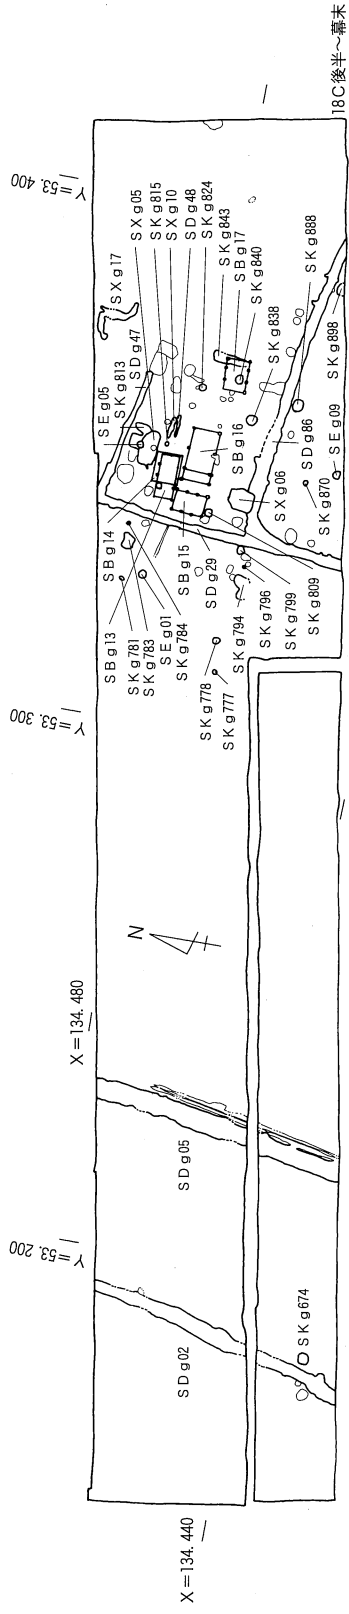 18C後半～幕末
Y=53.400
SXg05
SKg815
SXg10
SDg48
SKg824
SKg843
SBg17
SKg840
SXg17
SDg47
SKg813
SEg05
SKg838
SKg888
SKg898
SEg09
SKg870
SDg86
SXg06
SBg16
SBg14
SBg15
SDg29
SBg13
SKg781
SKg783
SEg01
SKg784
SKg794
SKg796
SKg799
SKg809
SKg778
SKg777
Y=53.300
N
X=134.480
SDg05
Y=53.200
SKg674
SDg02
X=134.440